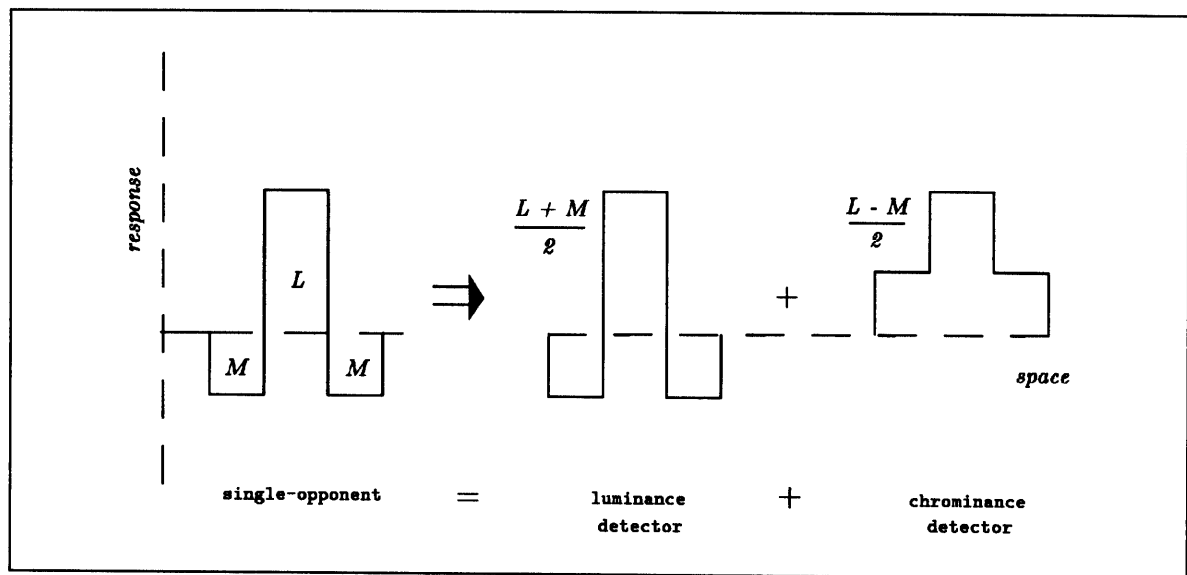 response
L
M
M
L + M
2
+
L - M
2
space
single-opponent
=
luminance
detector
+
chrominance
detector